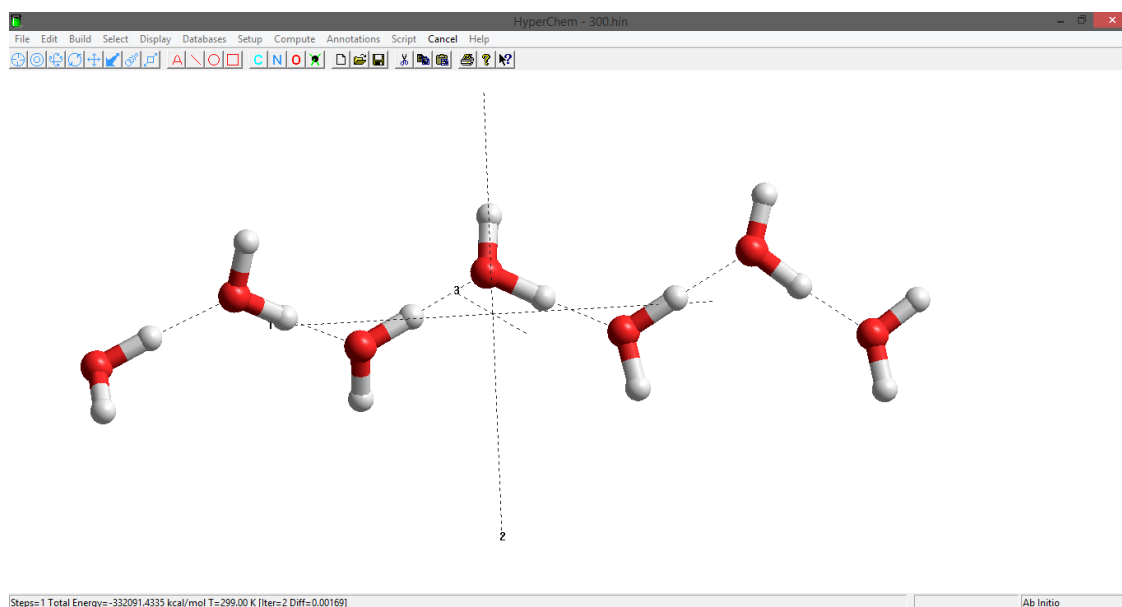 HyperChem - 300.hin
File Edit Build Select Display Databases Setup Compute Annotations Script Cancel Help
A C N O
3
1
2
Steps=1 Total Energy=-332091.4335 kcal/mol T=299.00 K [Iter=2 Diff=0.00169] Ab Initio